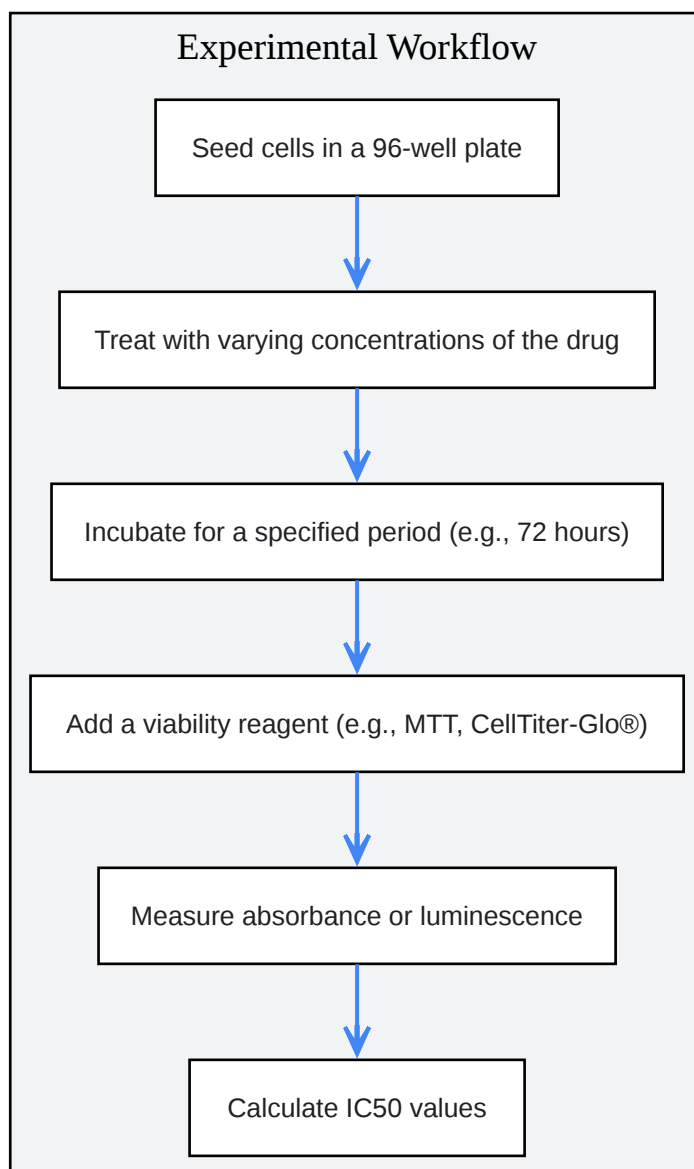 Experimental Workflow
Seed cells in a 96-well plate
Treat with varying concentrations of the drug
Incubate for a specified period (e.g., 72 hours)
Add a viability reagent (e.g., MTT, CellTiter-Glo®)
Measure absorbance or luminescence
Calculate IC50 values